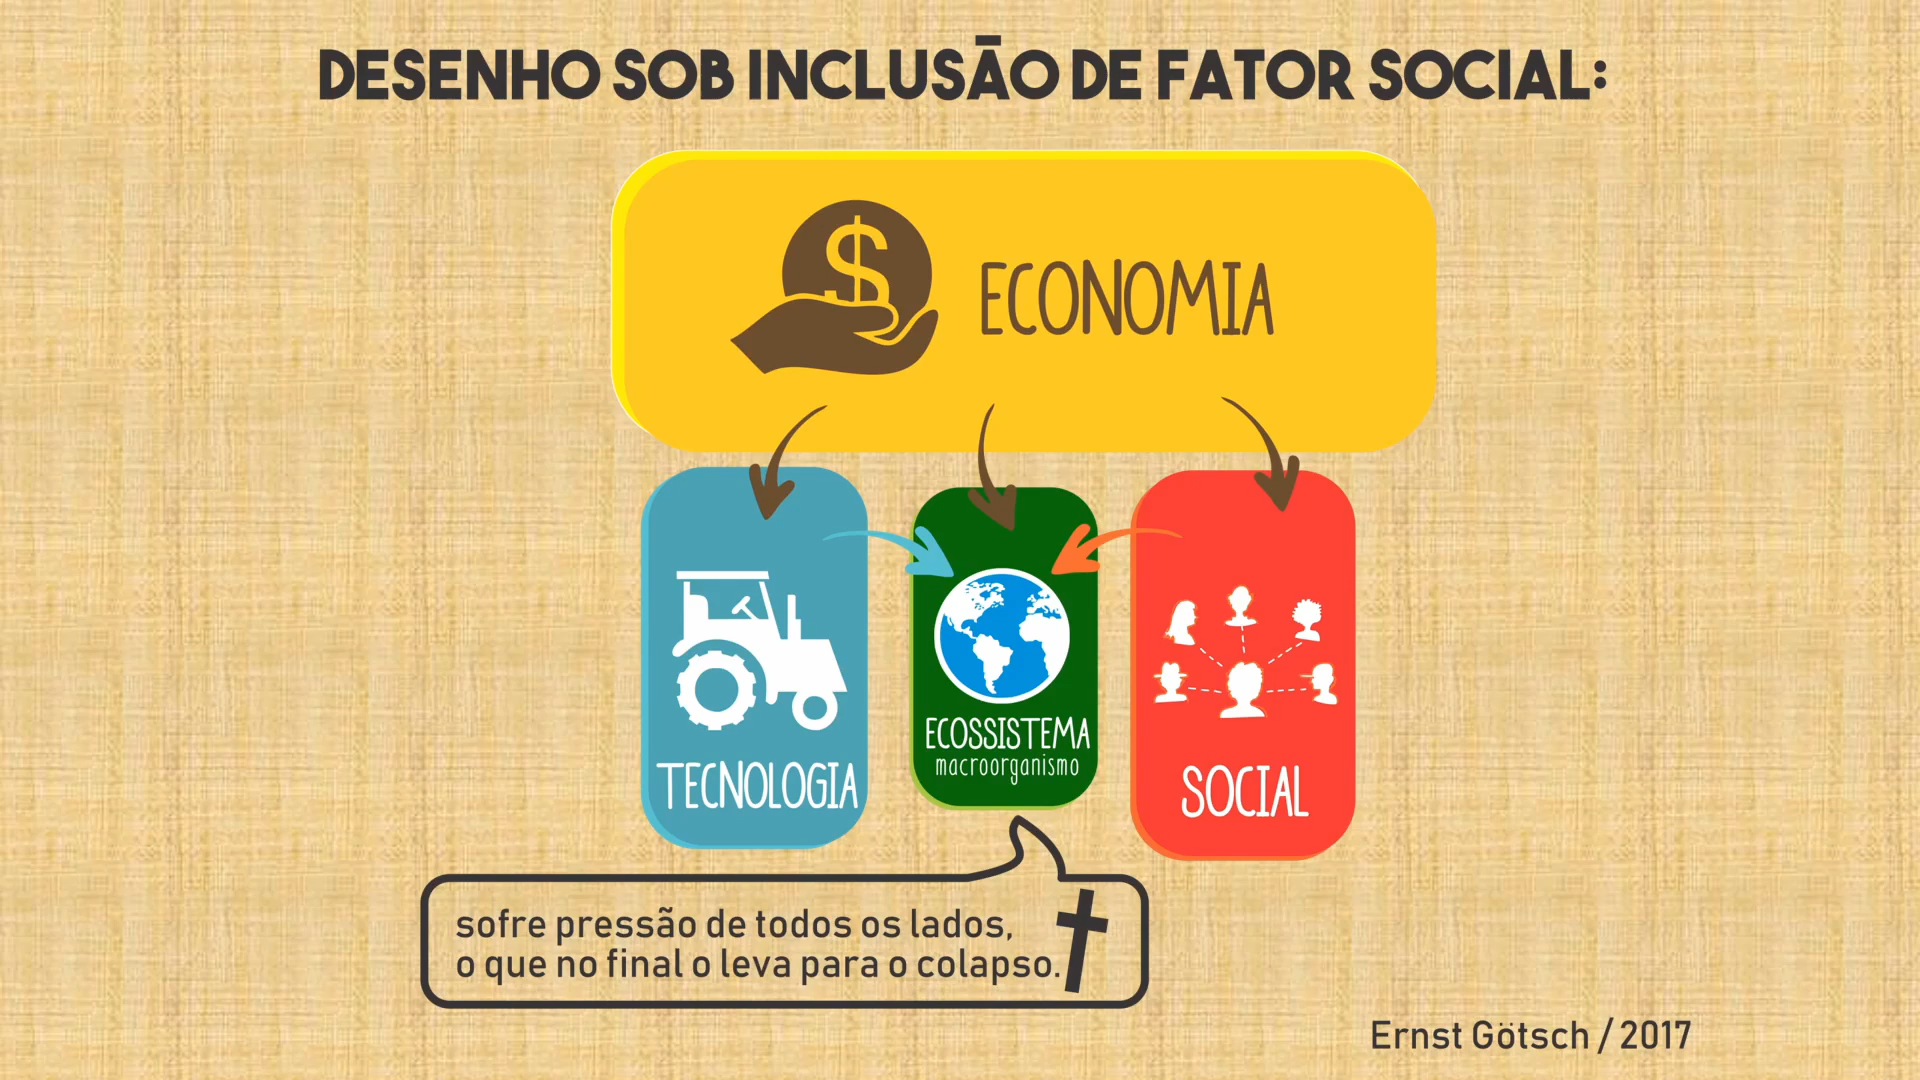 DESENHO SOB INCLUSÃO DE FATOR SOCIAL:
$ ECONOMIA
TECNOLOGIA
ECOSSISTEMA
macroorganismo
SOCIAL
sofre pressão de todos os lados,
o que no final o leva para o colapso.
Ernst Götsch / 2017